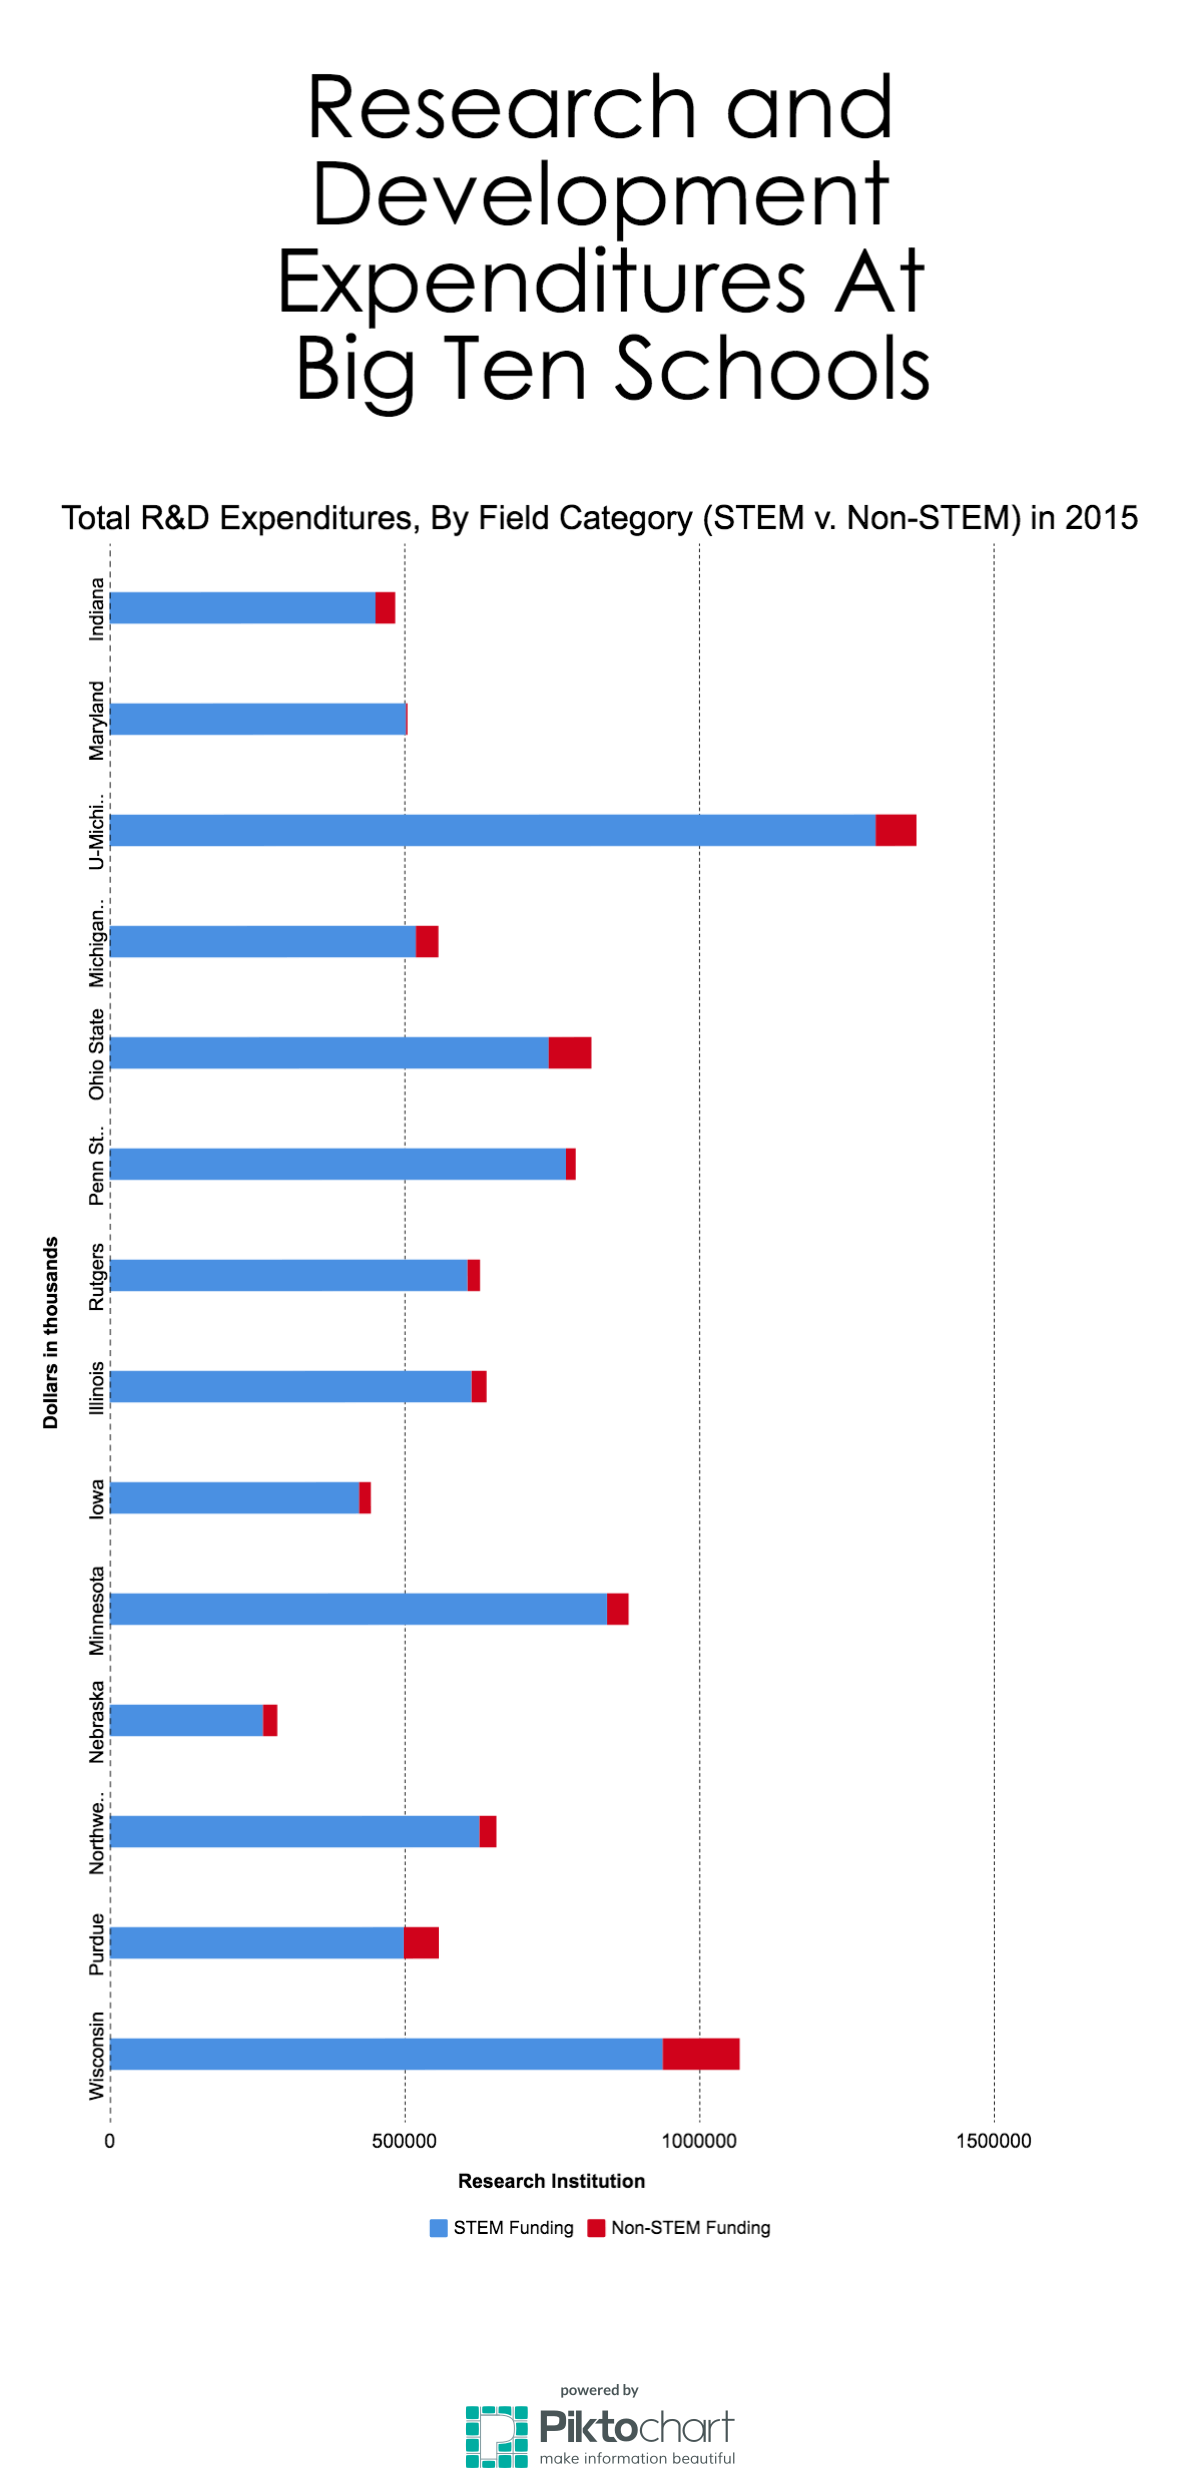 Research and
Development
Expenditures At
Big Ten Schools
Total R&D Expenditures, By Field Category (STEM v. Non-STEM) in 2015
Indiana
Maryland
U-Michi..
Michigan..
Ohio State
Penn St..
Rutgers
Illinois
Iowa
Minnesota
Nebraska
Northwe..
Purdue
Wisconsin
Dollars in thousands
0 500000 1000000 1500000
Research Institution
STEM Funding Non-STEM Funding
powered by
Piktochart
make information beautiful